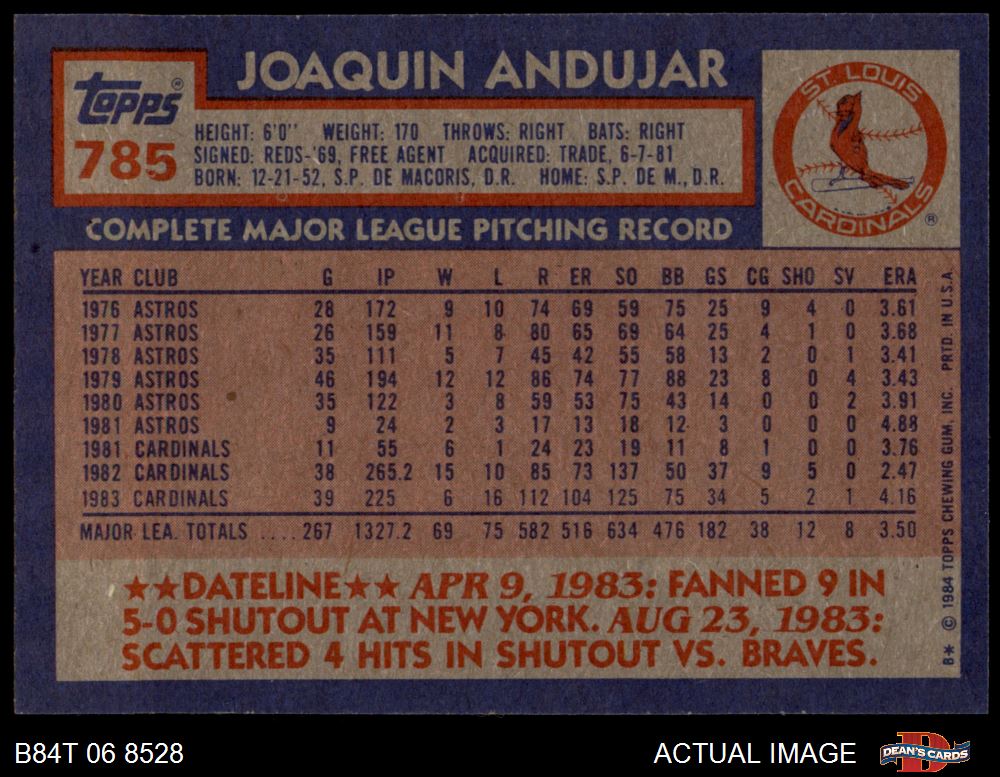 JOAQUIN ANDUJAR
Topps®
785
HEIGHT: 6'0" WEIGHT: 170 THROWS: RIGHT BATS: RIGHT
SIGNED: REDS-'69, FREE AGENT ACQUIRED: TRADE, 6-7-81
BORN: 12-21-52, S.P. DE MACORIS, D.R. HOME: S.P. DE M., D.R.
ST. LOUIS
CARDINALS®
COMPLETE MAJOR LEAGUE PITCHING RECORD
YEAR CLUB G IP W L R ER SO BB GS CG SHO SV ERA
1976 ASTROS 28 172 9 10 74 69 59 75 25 9 4 0 3.61
1977 ASTROS 26 159 11 8 80 65 69 64 25 4 1 0 3.68
1978 ASTROS 35 111 5 7 45 42 55 58 13 2 0 1 3.41
1979 ASTROS 46 194 12 12 86 74 77 88 23 8 0 4 3.43
1980 ASTROS 35 122 3 8 59 53 75 43 14 0 0 2 3.91
1981 ASTROS 9 24 2 3 17 13 18 12 3 0 0 0 4.88
1981 CARDINALS 11 55 6 1 24 23 19 11 8 1 0 0 3.76
1982 CARDINALS 38 265.2 15 10 85 73 137 50 37 9 5 0 2.47
1983 CARDINALS 39 225 6 16 112 104 125 75 34 5 2 1 4.16
MAJOR LEA. TOTALS .... 267 1327.2 69 75 582 516 634 476 182 38 12 8 3.50
★★DATELINE★★ APR 9, 1983: FANNED 9 IN
5-0 SHUTOUT AT NEW YORK. AUG 23, 1983:
SCATTERED 4 HITS IN SHUTOUT VS. BRAVES.
B* © 1984 TOPPS CHEWING GUM, INC. PRTD. IN U.S.A.
B84T 06 8528
ACTUAL IMAGE
DEAN'S CARDS